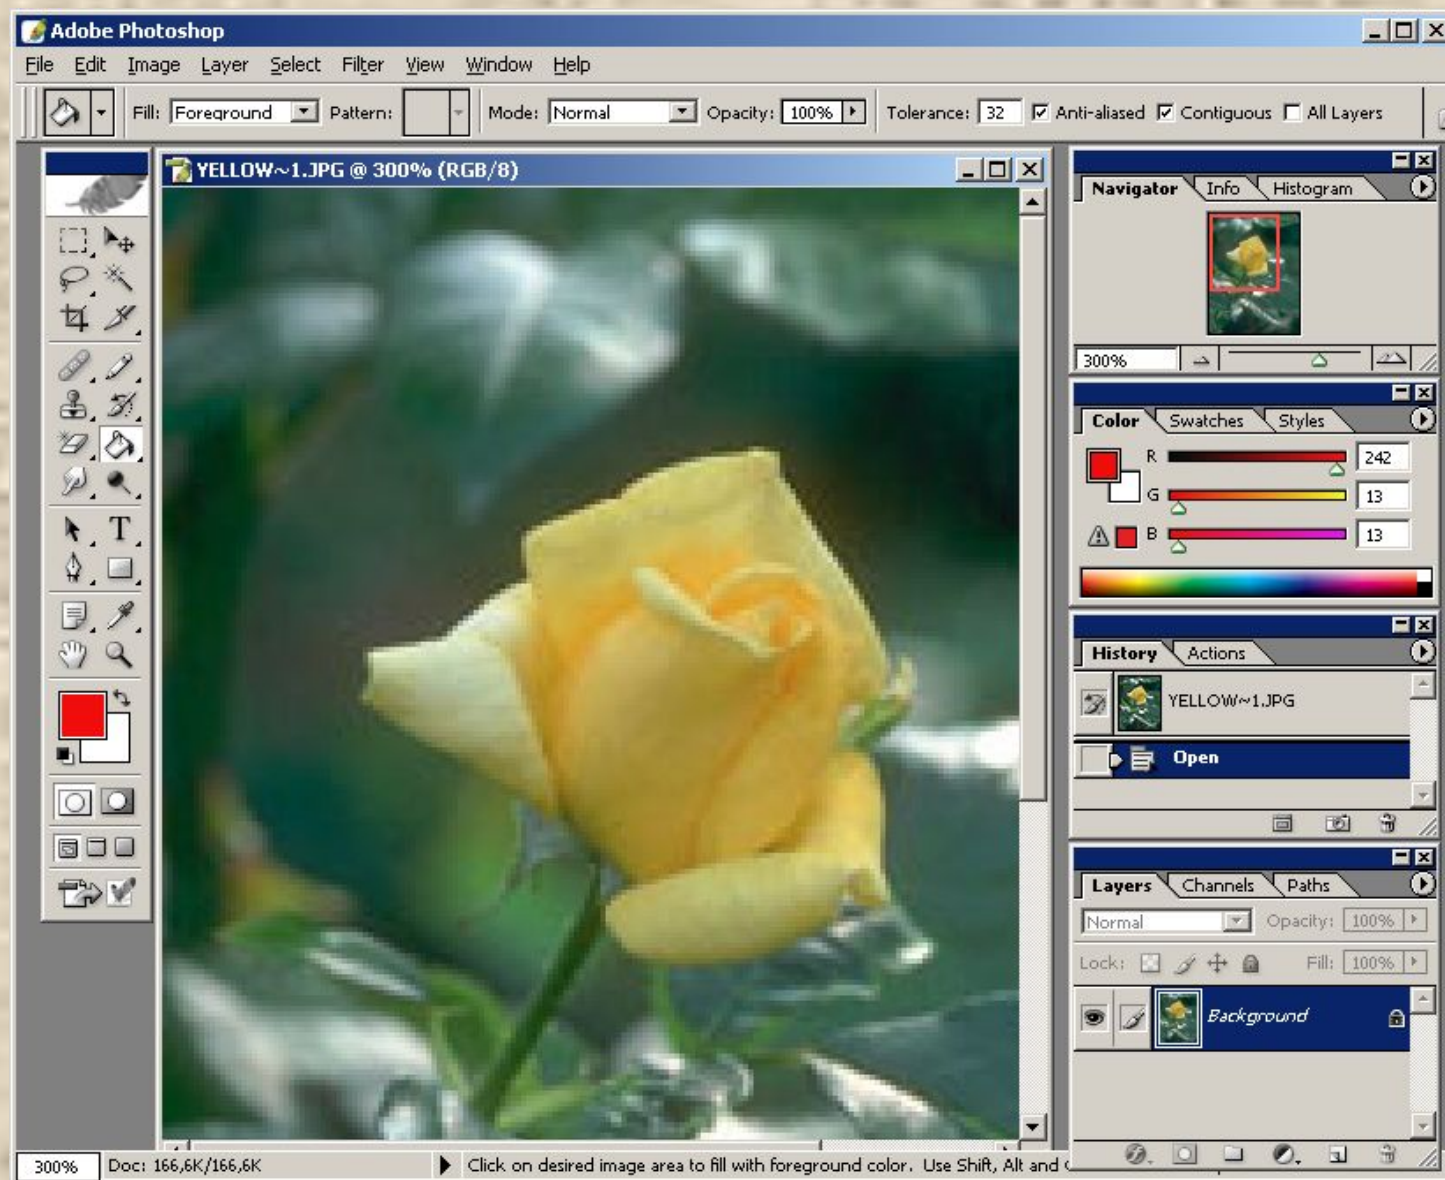 Adobe Photoshop
File Edit Image Layer Select Filter View Window Help
Fill: Foreground Pattern: Mode: Normal Opacity: 100% Tolerance: 32 Anti-aliased Contiguous All Layers
YELLOW~1.JPG @ 300% (RGB/8)
Navigator Info Histogram
300%
Color Swatches Styles
R 242
G 13
B 13
History Actions
YELLOW~1.JPG
Open
Layers Channels Paths
Normal Opacity: 100%
Lock: Fill: 100%
Background
T
300% Doc: 166,6K/166,6K Click on desired image area to fill with foreground color. Use Shift, Alt and